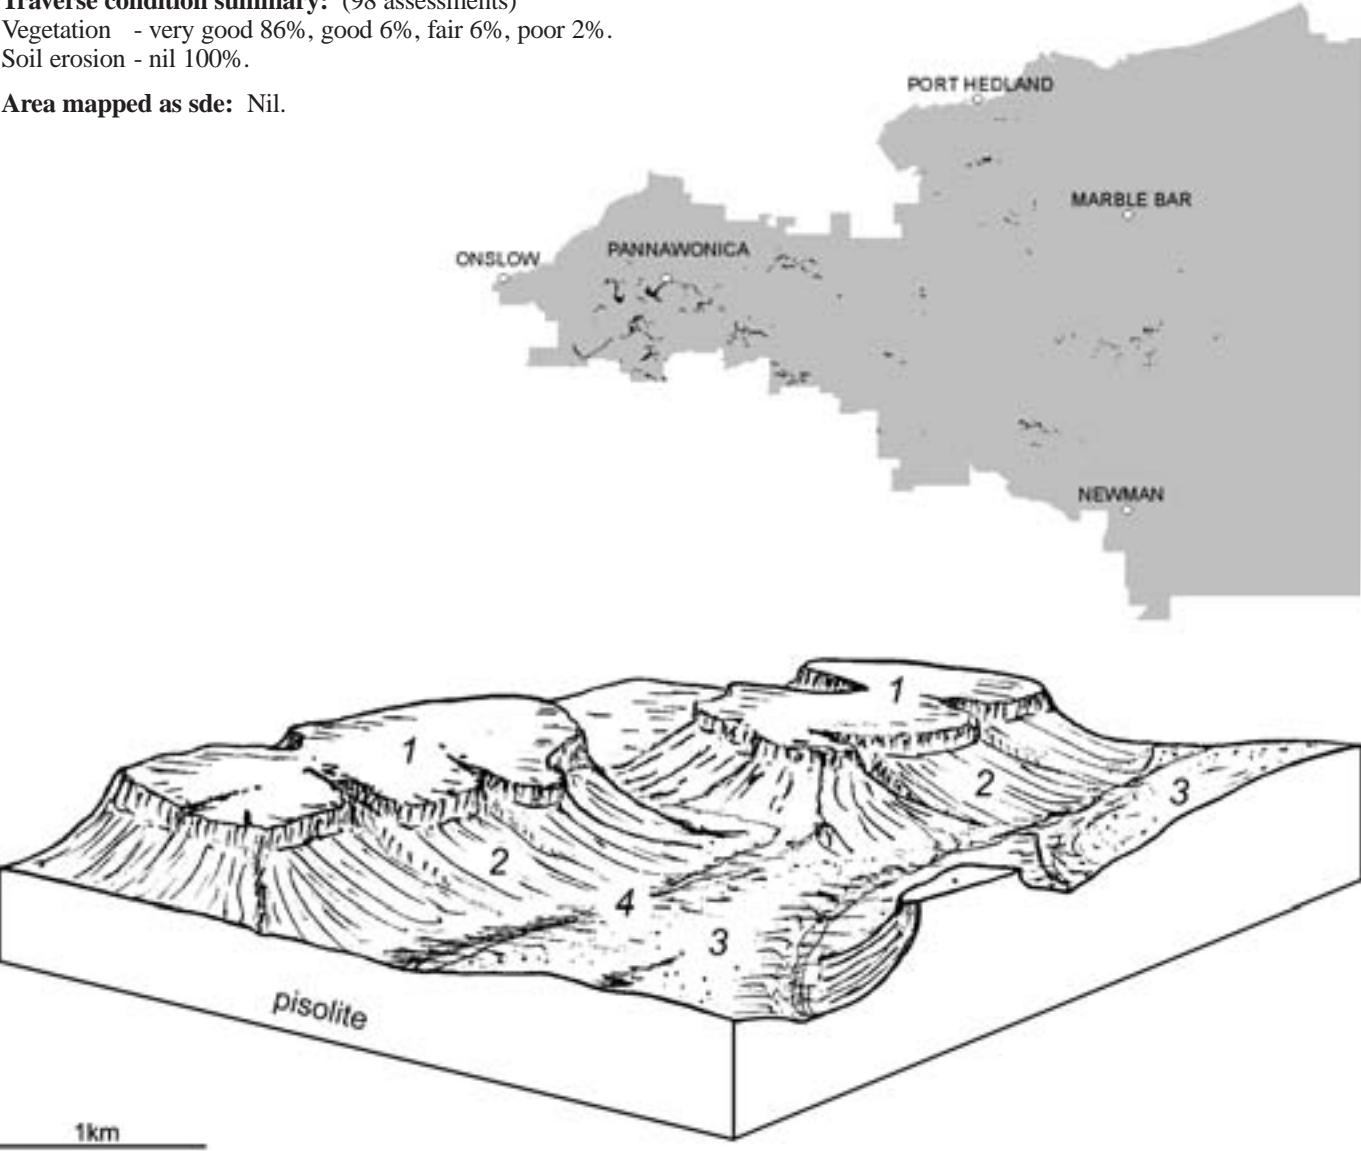 Traverse condition summary: (98 assessments)
Vegetation - very good 86%, good 6%, fair 6%, poor 2%.
Soil erosion - nil 100%.
Area mapped as sde: Nil.
PORT HEDLAND
MARBLE BAR
ONSLOW
PANNAWONICA
NEWMAN
1
1
2
2
3
4
3
pisolite
1km